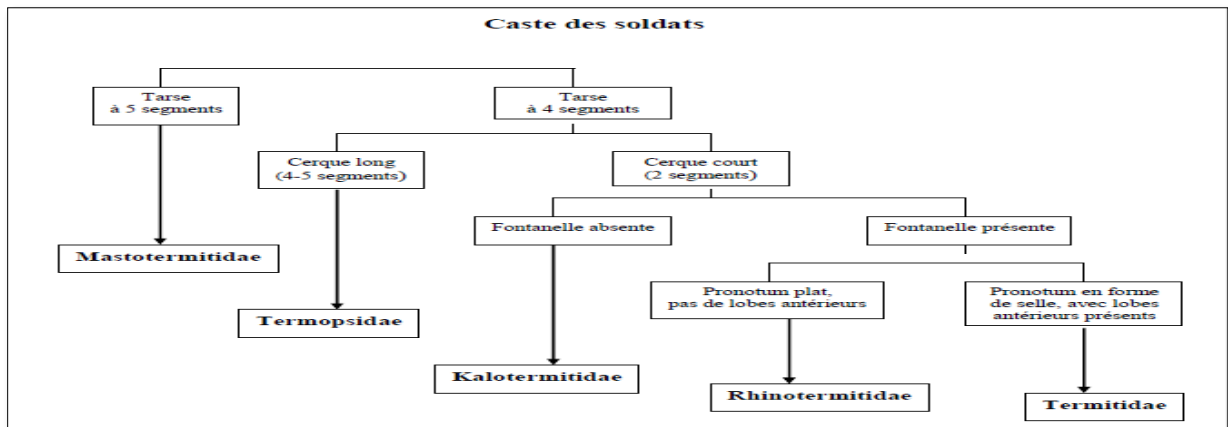 Caste des soldats
Tarse
à 5 segments
Tarse
à 4 segments
Cerque long
(4-5 segments)
Cerque court
(2 segments)
Fontanelle absente
Fontanelle présente
Mastotermitidae
Pronotum plat,
pas de lobes antérieurs
Pronotum en forme
de selle, avec lobes
antérieurs présents
Termopsidae
Kalotermitidae
Rhinotermitidae
Termitidae